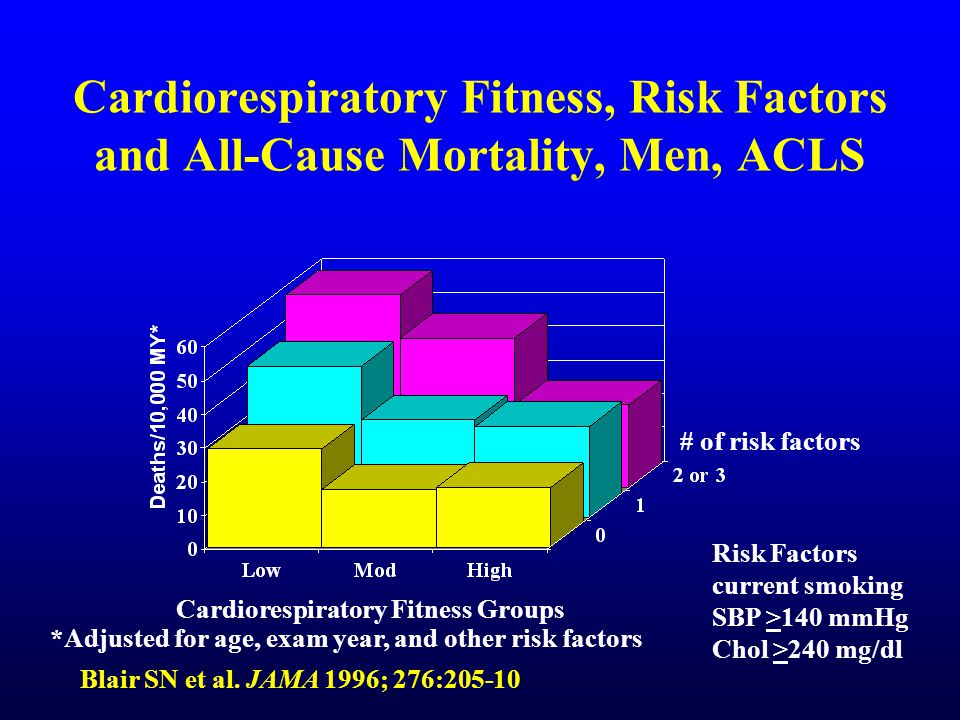 Cardiorespiratory Fitness, Risk Factors
and All-Cause Mortality, Men, ACLS
Deaths/10,000 MY*
60
50
40
30
20
10
0
Low Mod High
0
1
2 or 3
# of risk factors
Cardiorespiratory Fitness Groups
*Adjusted for age, exam year, and other risk factors
Risk Factors
current smoking
SBP ≥140 mmHg
Chol ≥240 mg/dl
Blair SN et al. JAMA 1996; 276:205-10